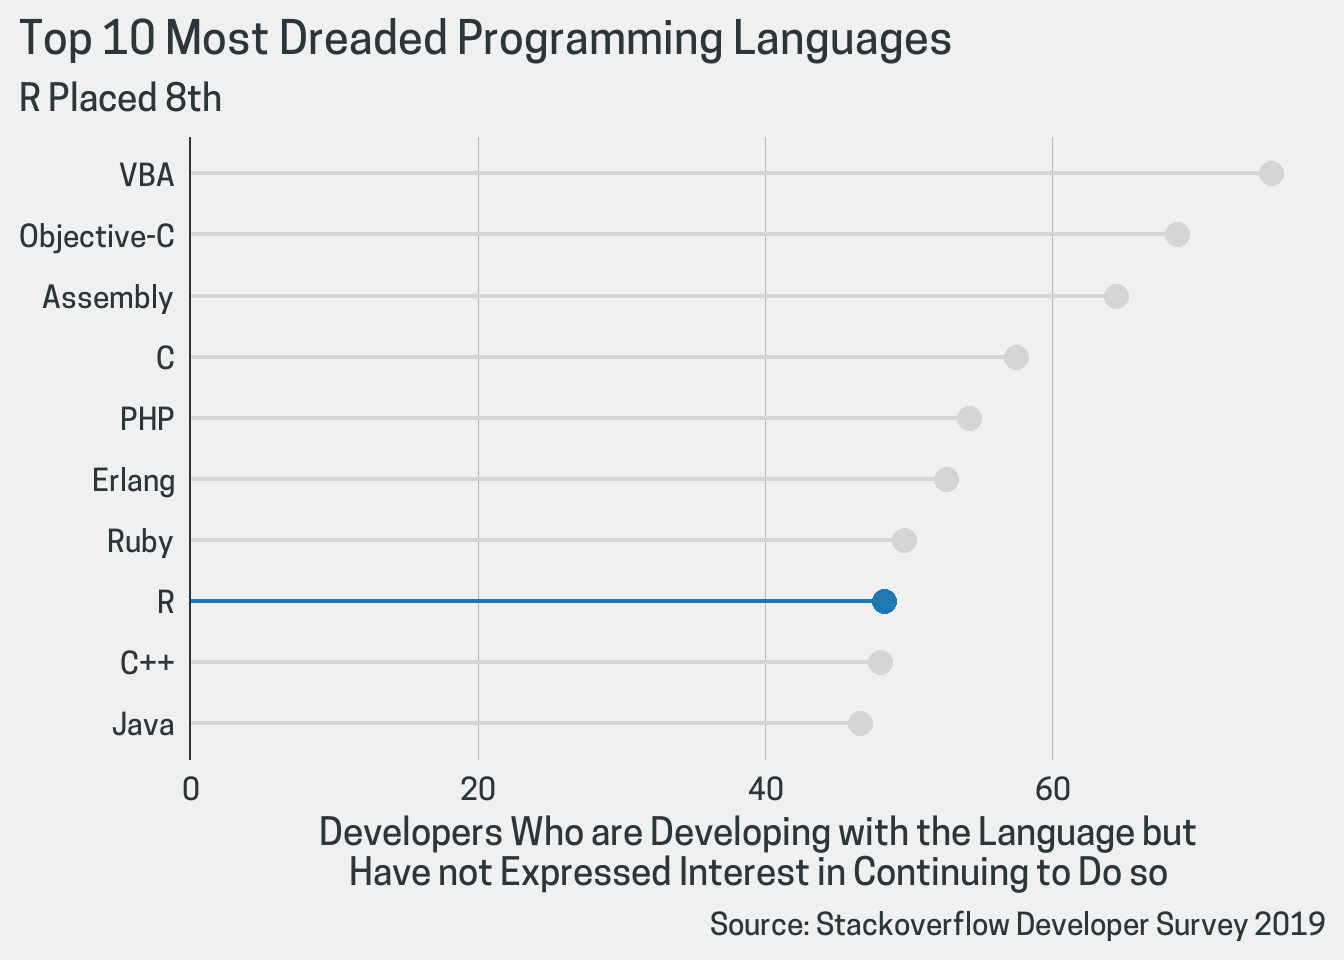 Top 10 Most Dreaded Programming Languages
R Placed 8th
VBA
Objective-C
Assembly
C
PHP
Erlang
Ruby
R
C++
Java
0 20 40 60
Developers Who are Developing with the Language but
Have not Expressed Interest in Continuing to Do so
Source: Stackoverflow Developer Survey 2019